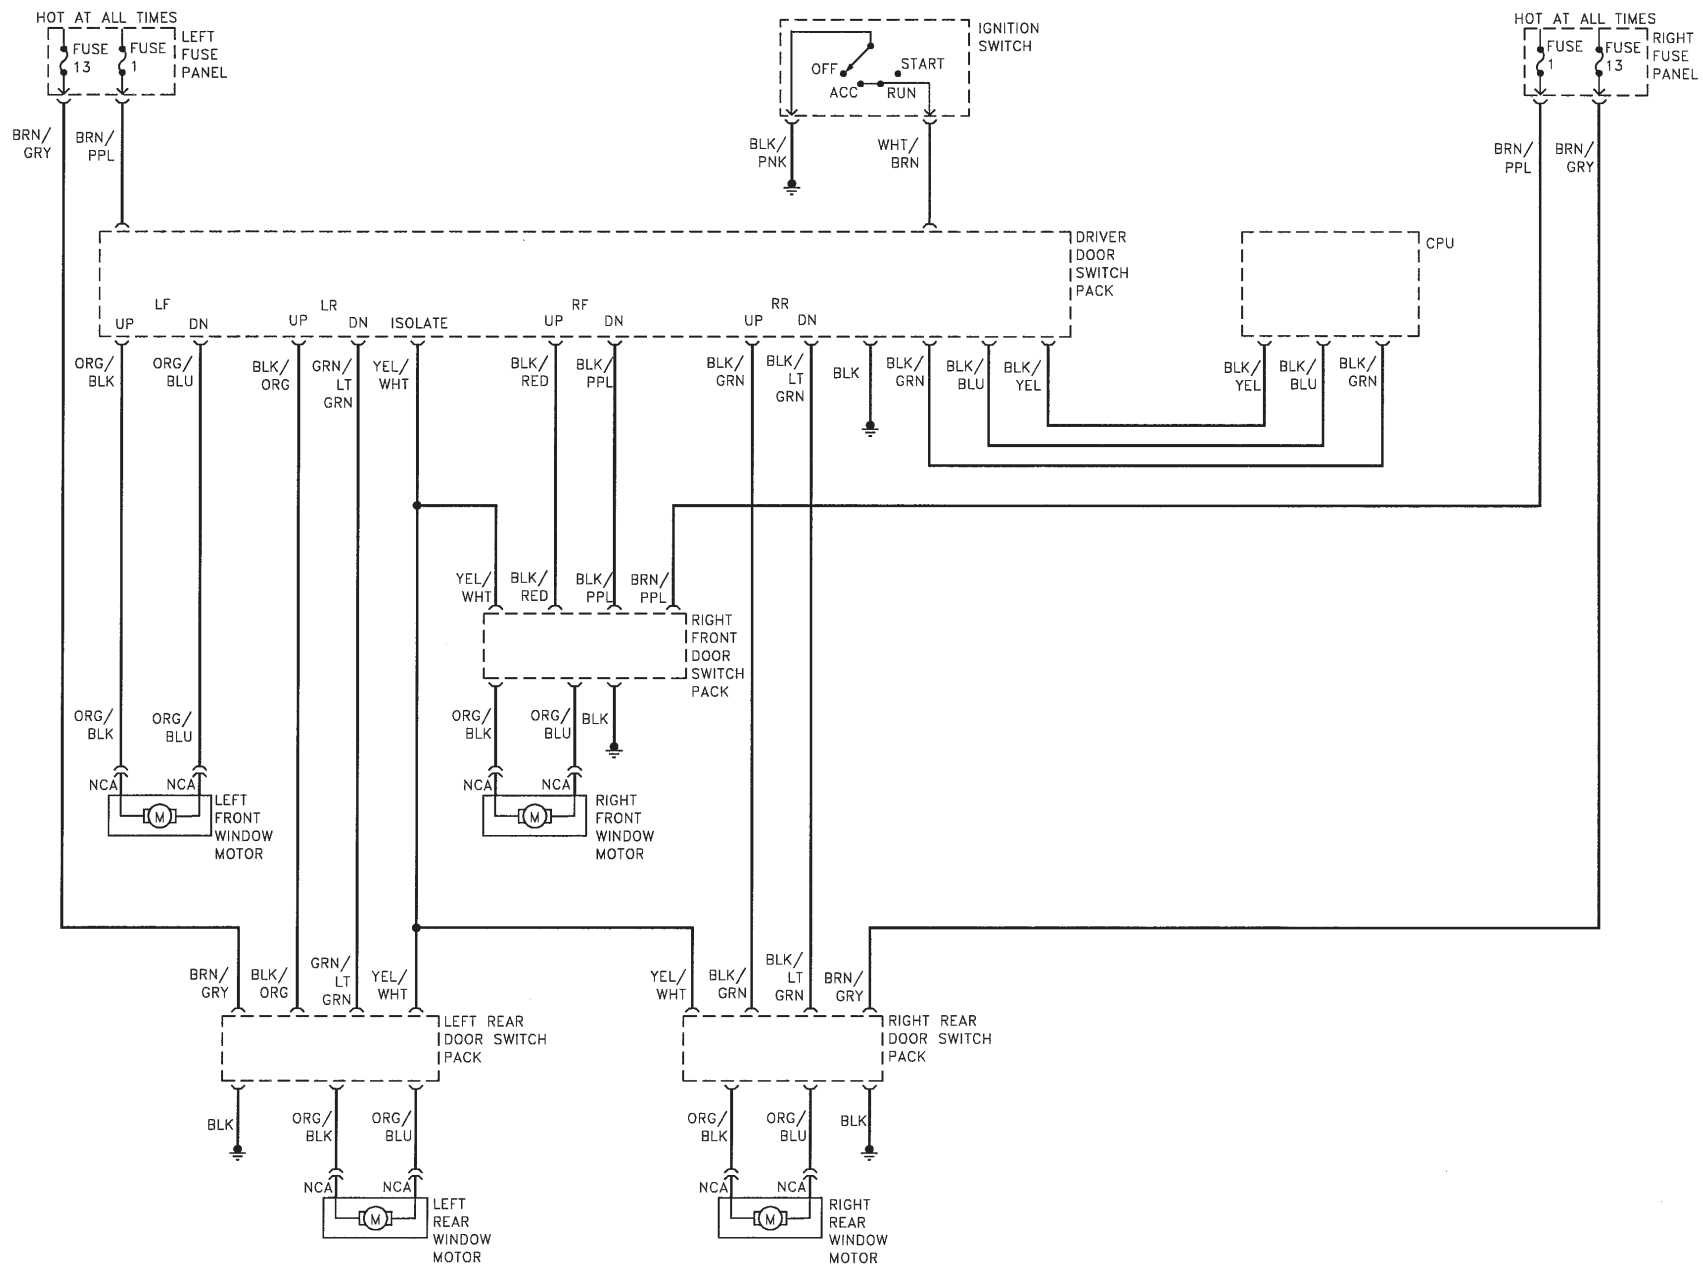 HOT AT ALL TIMES
FUSE
13
FUSE
1
LEFT
FUSE
PANEL
IGNITION
SWITCH
OFF
START
ACC
RUN
HOT AT ALL TIMES
FUSE
1
FUSE
13
RIGHT
FUSE
PANEL
BRN/
GRY
BRN/
PPL
BLK/
PNK
WHT/
BRN
BRN/
PPL
BRN/
GRY
DRIVER
DOOR
SWITCH
PACK
CPU
LF
UP
DN
LR
UP
DN
ISOLATE
RF
UP
DN
RR
UP
DN
ORG/
BLK
ORG/
BLU
BLK/
ORG
GRN/
LT
GRN
YEL/
WHT
BLK/
RED
BLK/
PPL
BLK/
GRN
BLK/
LT
GRN
BLK
BLK/
GRN
BLK/
BLU
BLK/
YEL
BLK/
YEL
BLK/
BLU
BLK/
GRN
YEL/
WHT
BLK/
RED
BLK/
PPL
BRN/
PPL
RIGHT
FRONT
DOOR
SWITCH
PACK
ORG/
BLK
ORG/
BLU
ORG/
BLK
ORG/
BLU
BLK
NCA
NCA
M
LEFT
FRONT
WINDOW
MOTOR
NCA
NCA
M
RIGHT
FRONT
WINDOW
MOTOR
BRN/
GRY
BLK/
ORG
GRN/
LT
GRN
YEL/
WHT
YEL/
WHT
BLK/
GRN
BLK/
LT
GRN
BRN/
GRY
LEFT REAR
DOOR SWITCH
PACK
RIGHT REAR
DOOR SWITCH
PACK
BLK
ORG/
BLK
ORG/
BLU
ORG/
BLK
ORG/
BLU
BLK
NCA
NCA
M
LEFT
REAR
WINDOW
MOTOR
NCA
NCA
M
RIGHT
REAR
WINDOW
MOTOR